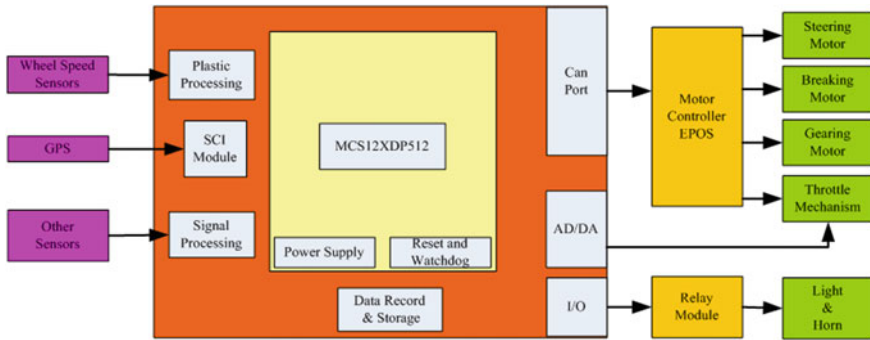 Wheel Speed
Sensors
GPS
Other
Sensors
Plastic
Processing
SCI
Module
Signal
Processing
MCS12XDP512
Power Supply
Reset and
Watchdog
Data Record
& Storage
Can
Port
AD/DA
I/O
Motor
Controller
EPOS
Relay
Module
Steering
Motor
Breaking
Motor
Gearing
Motor
Throttle
Mechanism
Light
&
Horn